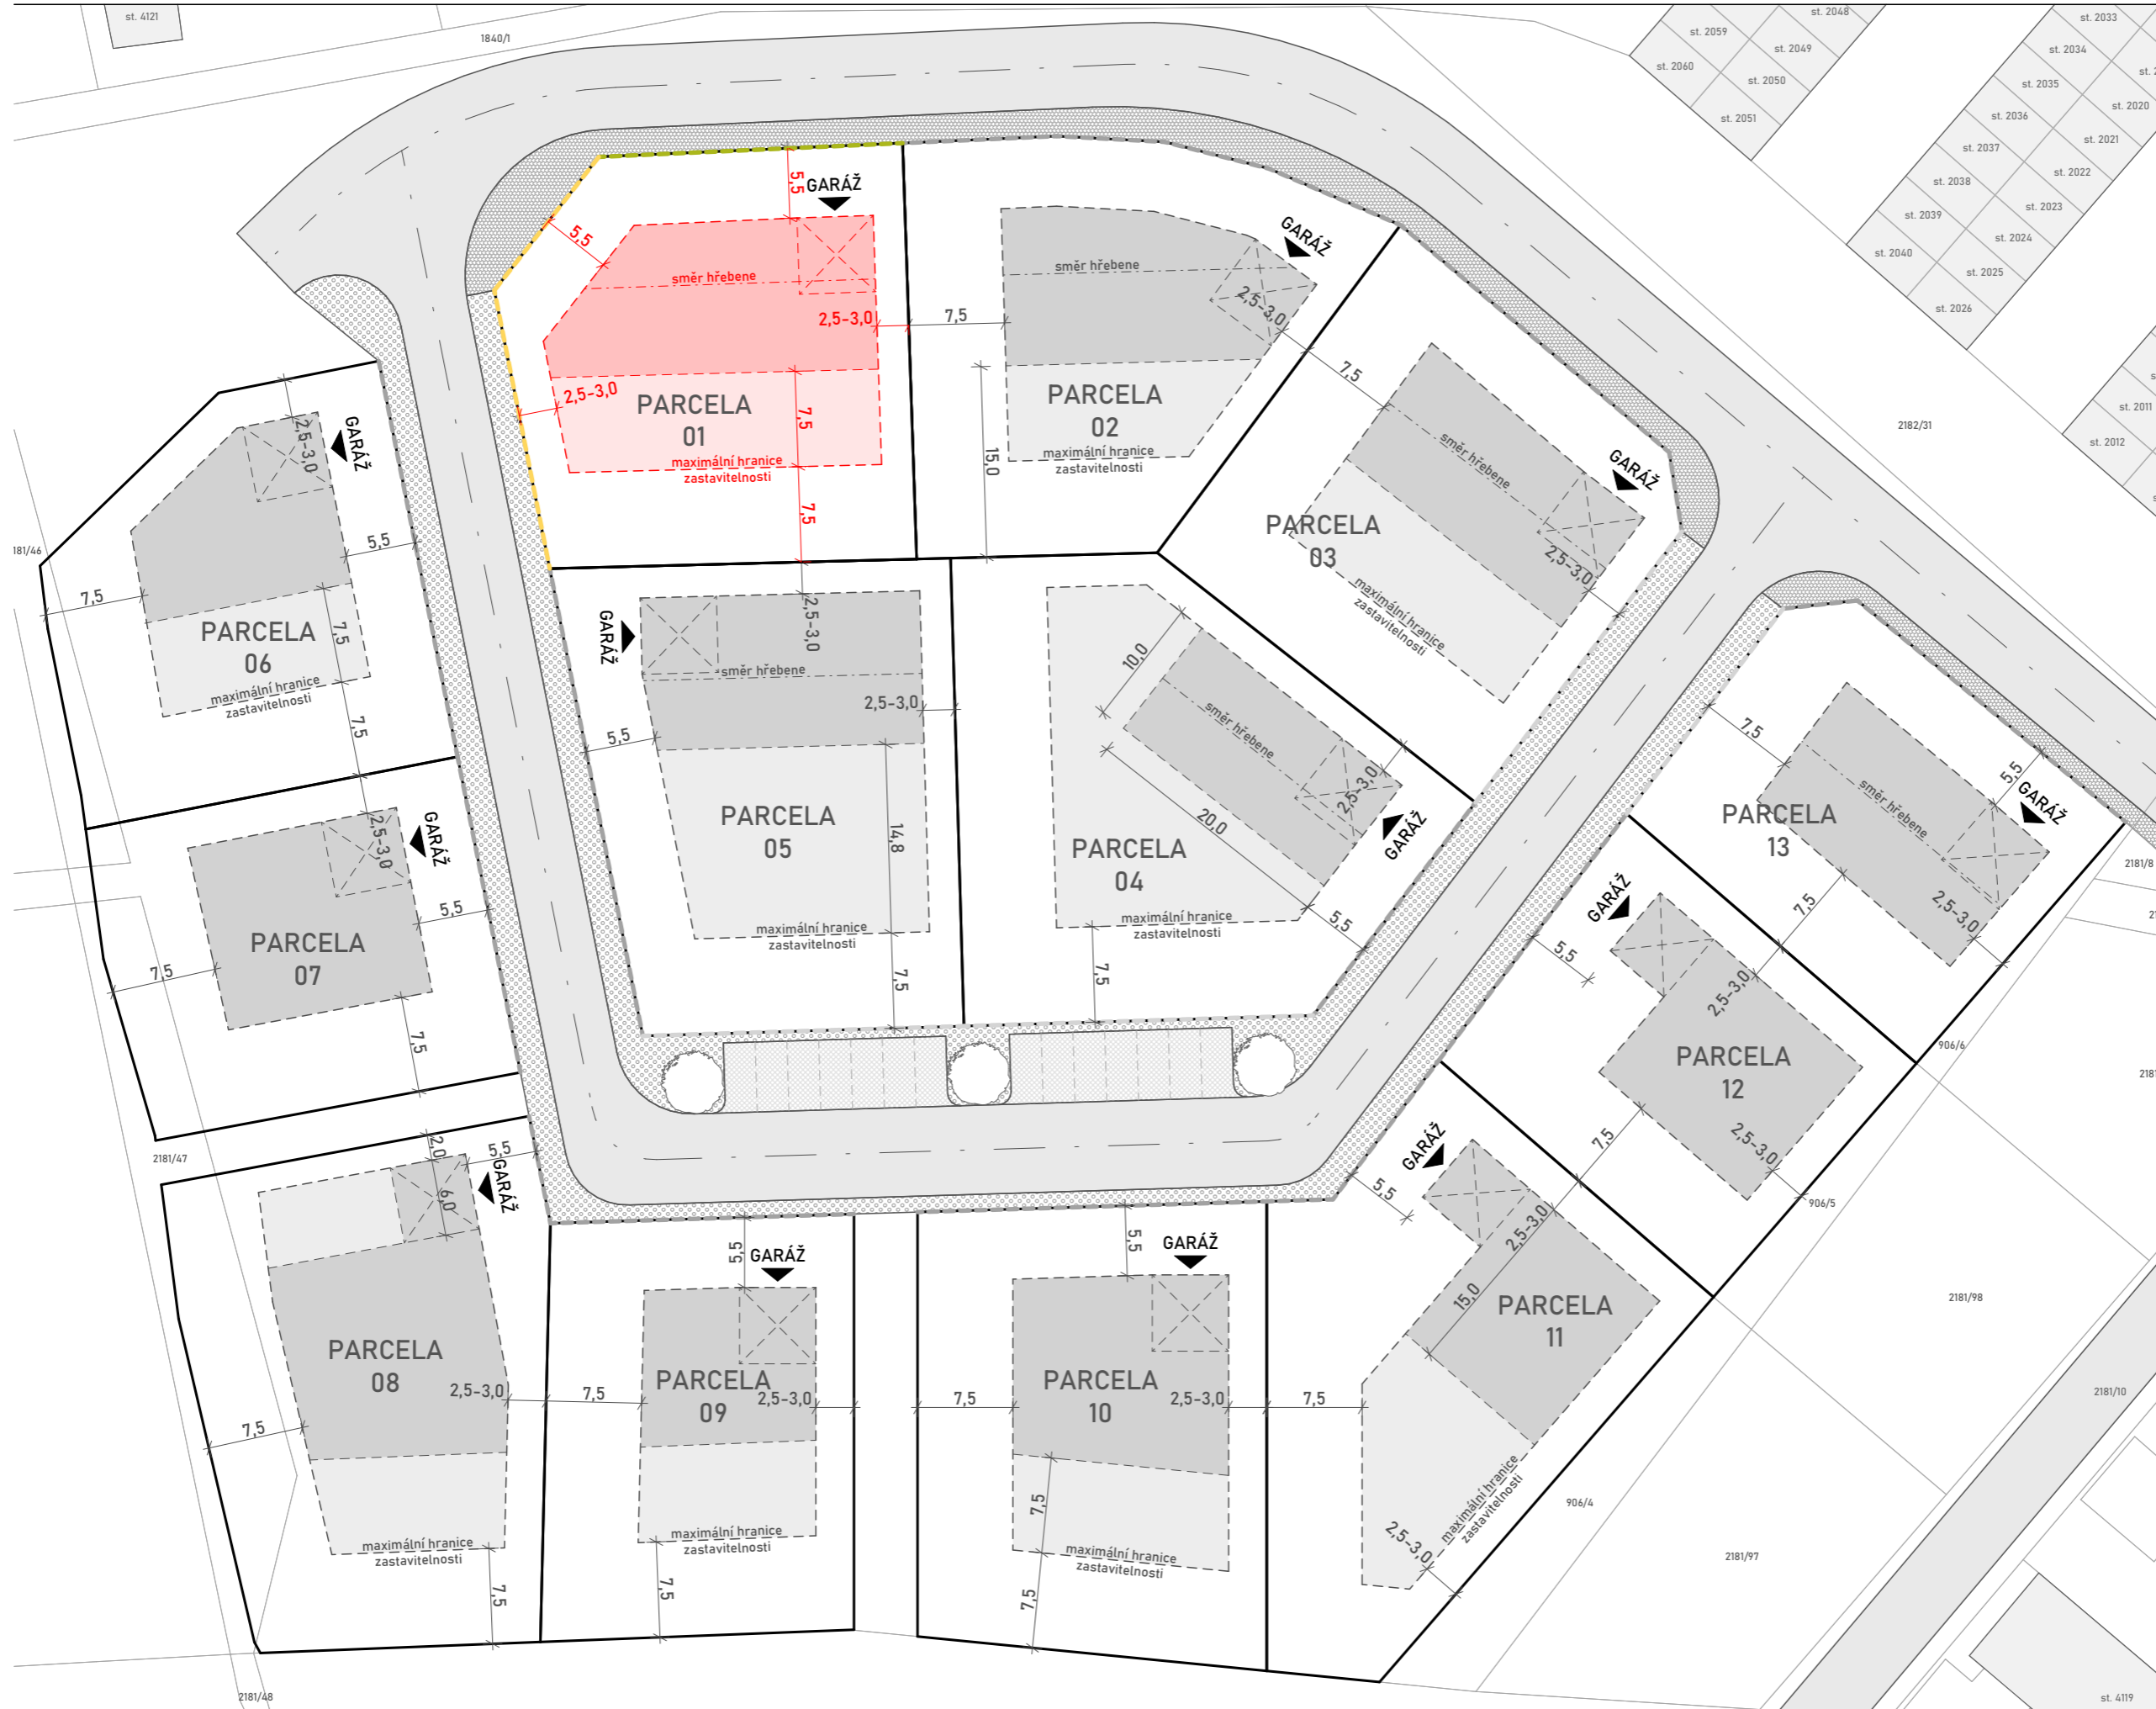 st. 4121
1840/1
st. 2059
st. 2060
st. 2048
st. 2049
st. 2050
st. 2051
st. 2033
st. 2034
st. 2035
st. 2036
st. 2037
st. 2038
st. 2039
st. 2040
st. 2020
st. 2021
st. 2022
st. 2023
st. 2024
st. 2025
st. 2026
st. 2011
st. 2012
2182/31
5,5
GARÁŽ
5,5
směr hřebene
2,5-3,0
2,5-3,0
PARCELA
01
7,5
maximální hranice
zastavitelnosti
7,5
GARÁŽ
směr hřebene
2,5-3,0
7,5
PARCELA
02
15,0
maximální hranice
zastavitelnosti
7,5
směr hřebene
GARÁŽ
PARCELA
03
2,5-3,0
maximální hranice
zastavitelnosti
181/46
2,5-3,0
GARÁŽ
5,5
7,5
PARCELA
06
7,5
maximální hranice
zastavitelnosti
7,5
GARÁŽ
2,5-3,0
směr hřebene
2,5-3,0
5,5
PARCELA
05
14,8
maximální hranice
zastavitelnosti
7,5
10,0
směr hřebene
2,5-3,0
GARÁŽ
20,0
PARCELA
04
5,5
maximální hranice
zastavitelnosti
7,5
7,5
5,5
GARÁŽ
směr hřebene
PARCELA
13
2,5-3,0
7,5
2181/8
2,5-3,0
GARÁŽ
5,5
PARCELA
07
7,5
7,5
GARÁŽ
5,5
2,5-3,0
PARCELA
12
7,5
2,5-3,0
906/6
906/5
2181/47
2,0
5,5
GARÁŽ
6,0
PARCELA
08
2,5-3,0
7,5
maximální hranice
zastavitelnosti
7,5
5,5
GARÁŽ
7,5
PARCELA
09
2,5-3,0
maximální hranice
zastavitelnosti
7,5
5,5
GARÁŽ
PARCELA
10
7,5
2,5-3,0
7,5
maximální hranice
zastavitelnosti
7,5
GARÁŽ
5,5
2,5-3,0
15,0
PARCELA
11
7,5
maximální hranice
zastavitelnosti
2,5-3,0
906/4
2181/98
2181/97
2181/10
2181/48
st. 4119